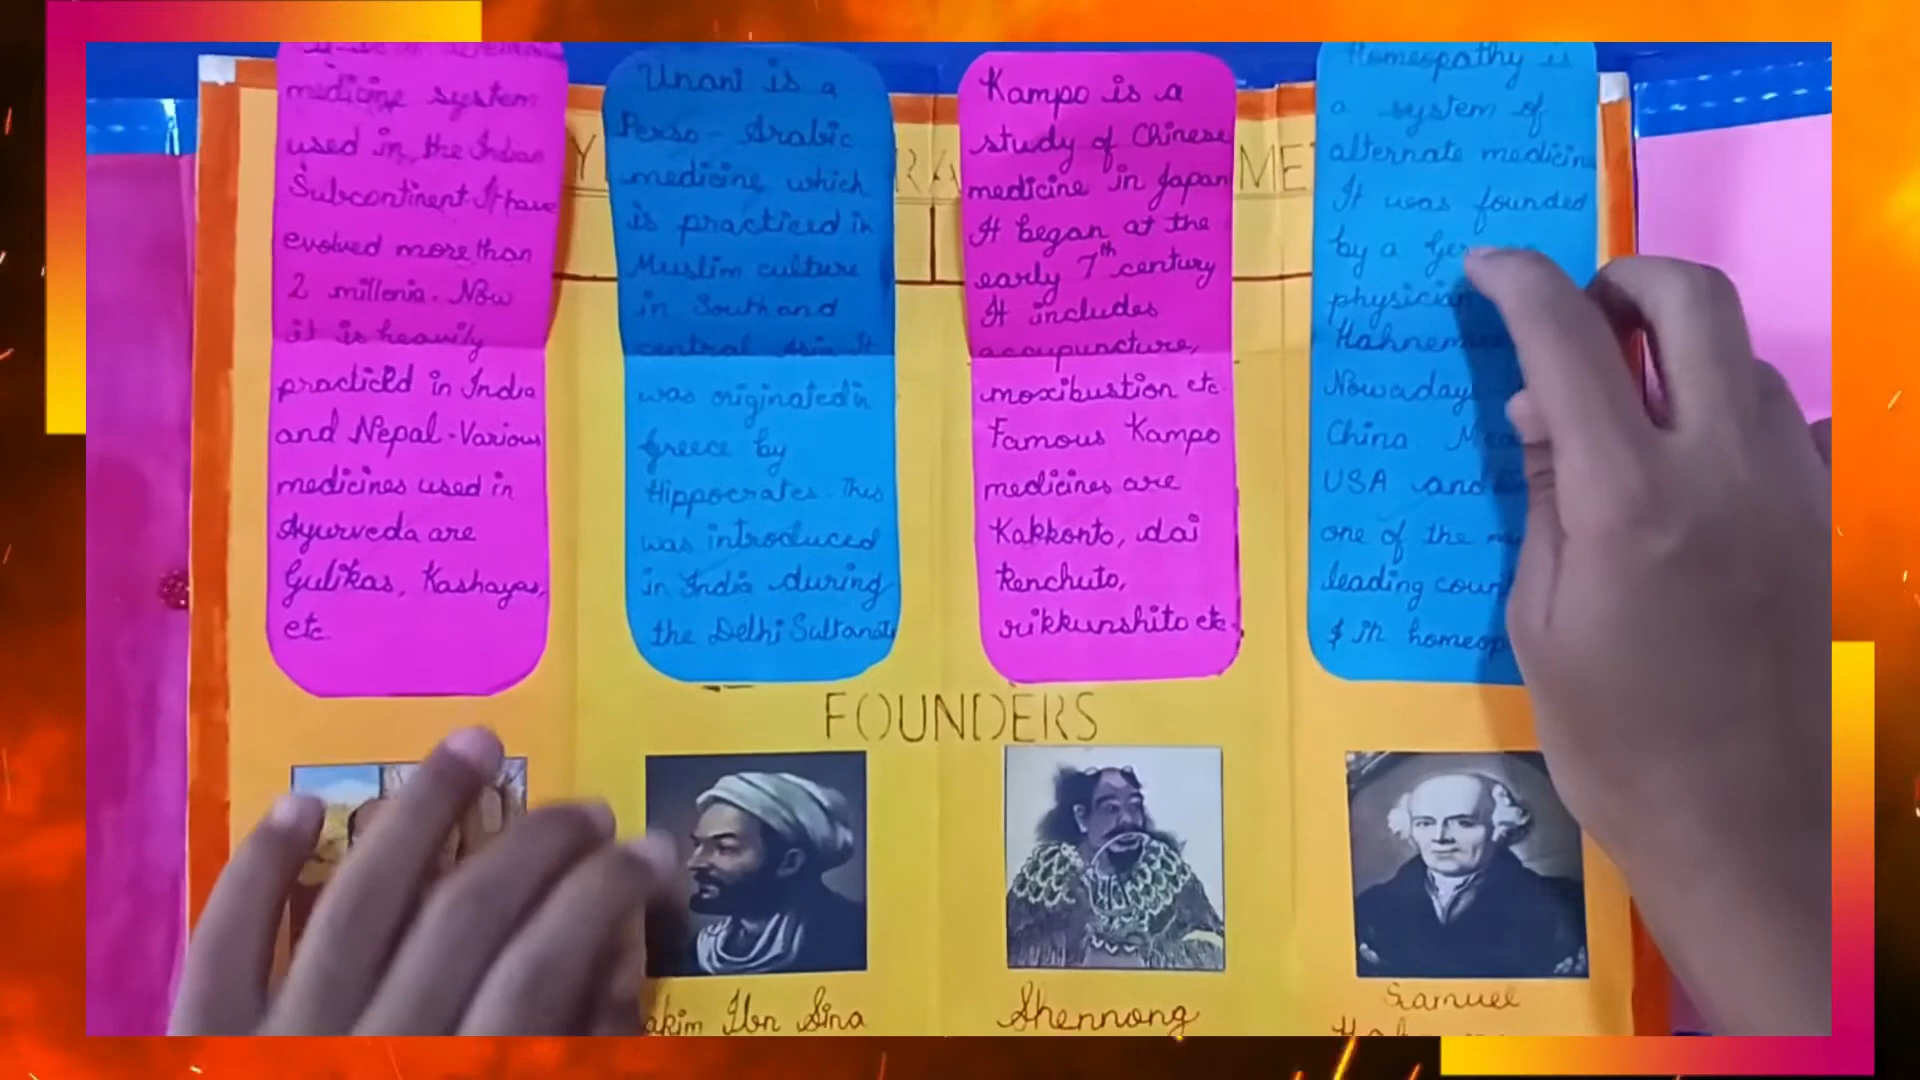 medicine system
used in the Indian
Subcontinent. It have
evolved more than
2 millenia. Now
it is heavily
practiced in India
and Nepal. Various
medicines used in
Ayurveda are
Gulikas, Kashayas,
etc.
Unani is a
Perso-Arabic
medicine which
is practiced in
Muslim culture
in South and
central Asia It
was originated in
Greece by
Hippocrates. This
was introduced
in India during
the Delhi Sultanate
Kampo is a
study of Chinese
medicine in Japan
It began at the
early 7th century
It includes
acupuncture,
moxibustion etc
Famous Kampo
medicines are
Kakkonto, dai
kenchuto,
rikkunshito etc.
Homeopathy is
a system of
alternate medicine
It was founded
by a
physician
Nowaday
China
USA and
one of the
leading
$ in
FOUNDERS
Ibn Sina
Shennong
Samuel